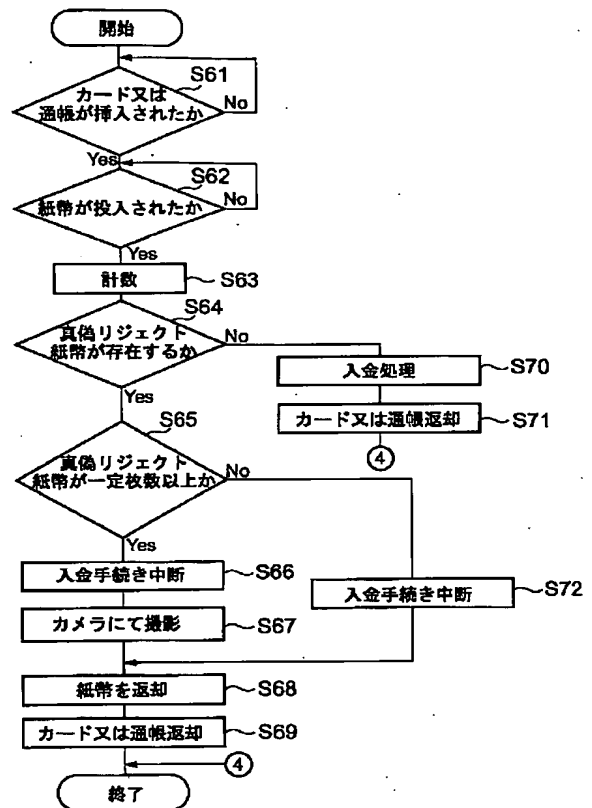 開始
S61
カード又は
通帳が挿入されたか
No
Yes
S62
紙幣が投入されたか
No
Yes
計数
S63
S64
真偽リジェクト
紙幣が存在するか
No
Yes
入金処理
S70
カード又は通帳返却
S71
4
S65
真偽リジェクト
紙幣が一定枚数以上か
No
Yes
入金手続き中断
S66
入金手続き中断
S72
カメラにて撮影
S67
紙幣を返却
S68
カード又は通帳返却
S69
4
終了